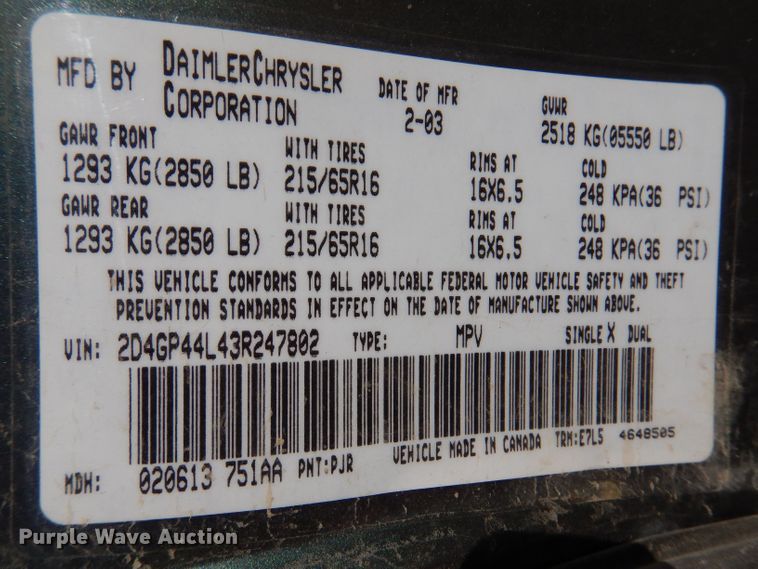 MFD BY DAIMLERCHRYSLER CORPORATION DATE OF MFR 2-03 GVWR 2518 KG(05550 LB)
GAWR FRONT WITH TIRES RIMS AT COLD
1293 KG(2850 LB) 215/65R16 16X6.5 248 KPA(36 PSI)
GAWR REAR WITH TIRES RIMS AT COLD
1293 KG(2850 LB) 215/65R16 16X6.5 248 KPA(36 PSI)
THIS VEHICLE CONFORMS TO ALL APPLICABLE FEDERAL MOTOR VEHICLE SAFETY AND THEFT
PREVENTION STANDARDS IN EFFECT ON THE DATE OF MANUFACTURE SHOWN ABOVE.
VIN: 2D4GP44L43R247802 TYPE: MPV SINGLE X DUAL
MDH: 020613 751AA PNT:PJR VEHICLE MADE IN CANADA TRM:E7L5 4648505
Purple Wave Auction